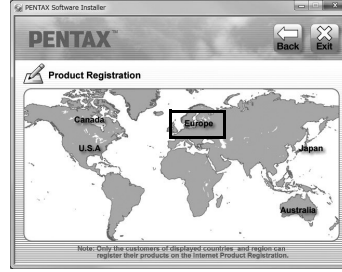 PENTAX Software Installer
PENTAX™
Back
Exit
Product Registration
Canada
Europe
U.S.A
Japan
Australia
Note: Only the customers of displayed countries and region can
register their products on the Internet Product Registration.